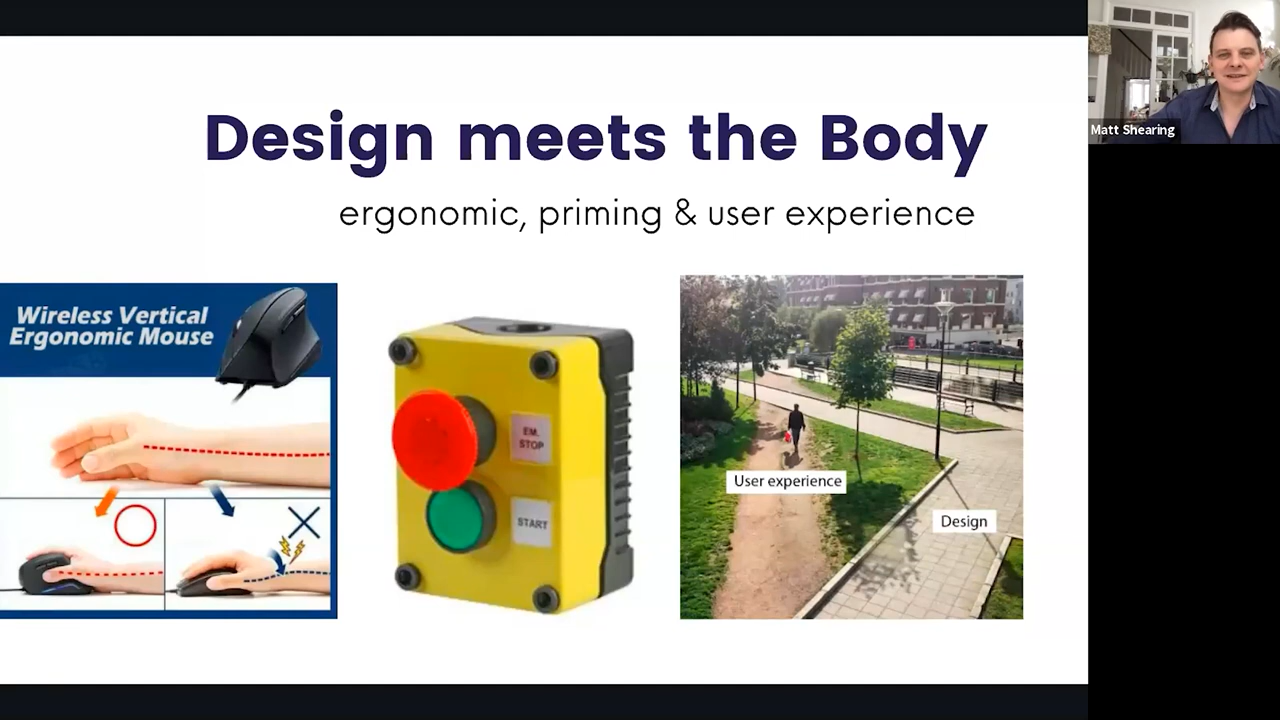 Design meets the Body
ergonomic, priming & user experience
Wireless Vertical
Ergonomic Mouse
EM.
STOP
START
User experience
Design
Matt Shearing